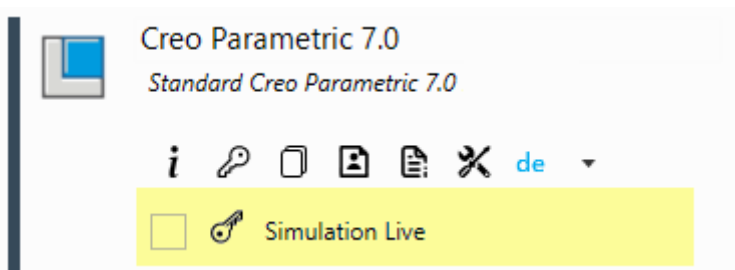 Creo Parametric 7.0
Standard Creo Parametric 7.0
i de
Simulation Live